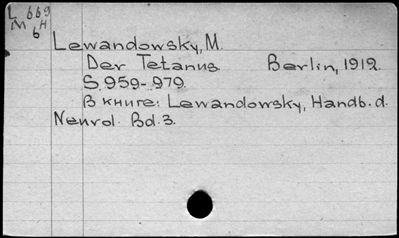 L 669
M H
6
Lewandowsky, M.
Der Tetanus. Berlin, 1912.
S. 959-979.
В книге: Lewandowsky, Handb. d.
Neurol. Bd. 3.